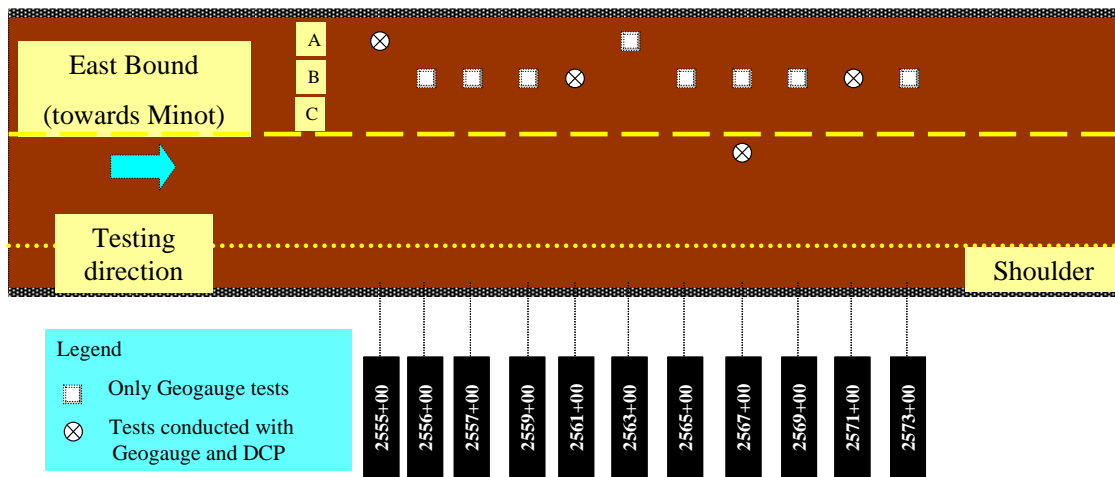 A
East Bound
(towards Minot)
B
C
Testing
direction
Shoulder
Legend
Only Geogauge tests
Tests conducted with
Geogauge and DCP
2555+00
2556+00
2557+00
2559+00
2561+00
2563+00
2565+00
2567+00
2569+00
2571+00
2573+00